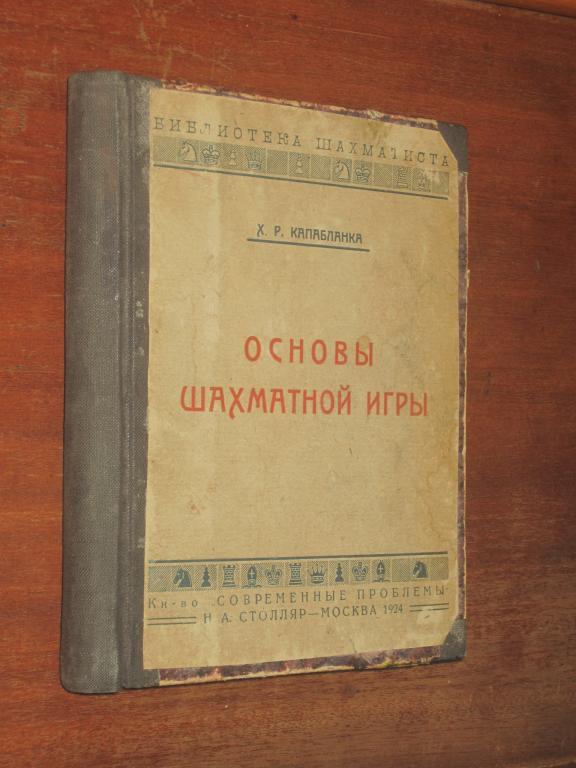 БИБЛИОТЕКА ШАХМАТИСТА
Х. Р. КАПАБЛАНКА
ОСНОВЫ
ШАХМАТНОЙ ИГРЫ
Кн-во „СОВРЕМЕННЫЕ ПРОБЛЕМЫ"
Н А. СТОЛЛЯР—МОСКВА 1924